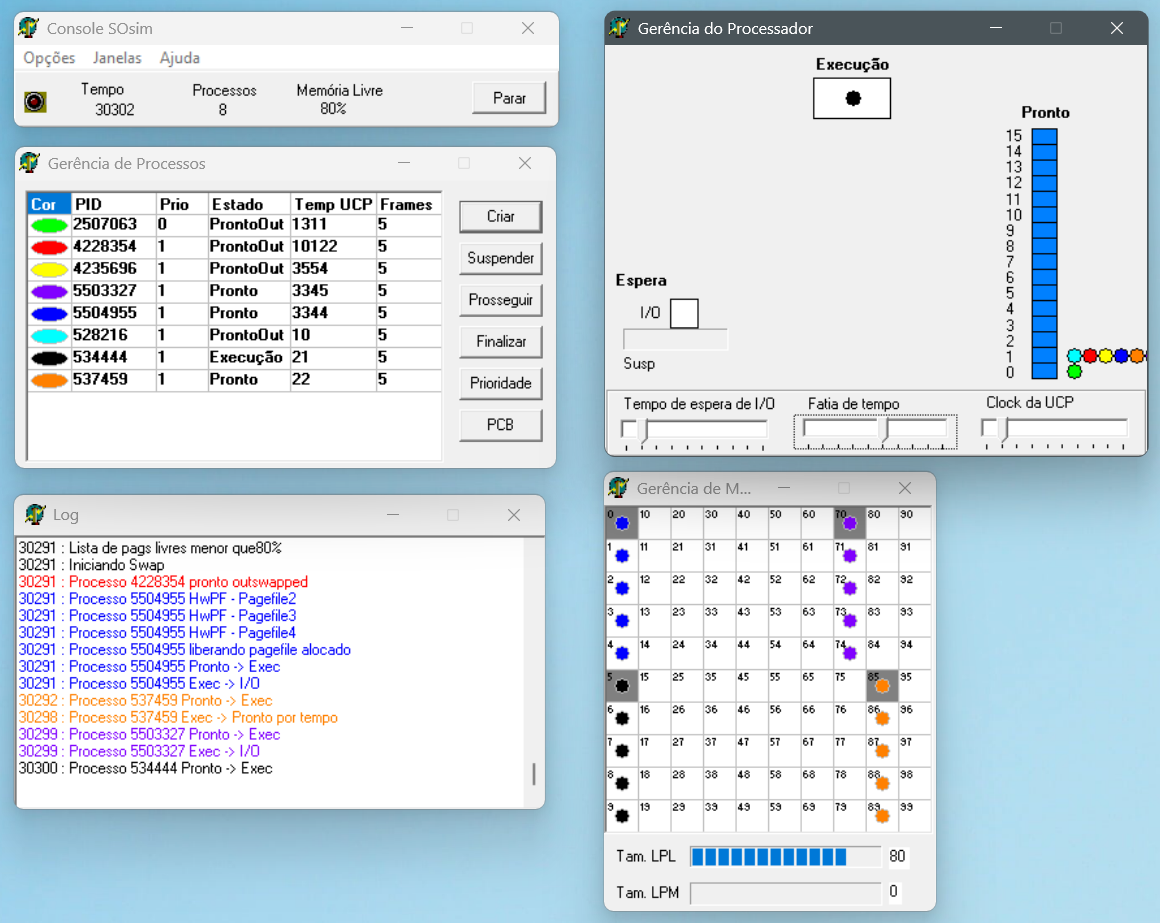 Console SOsim
Opções Janelas Ajuda
Tempo Processos Memória Livre
30302 8 80% Parar
Gerência de Processos
Cor PID Prio Estado Temp UCP Frames
2507063 0 ProntoOut 1311 5
4228354 1 ProntoOut 10122 5
4235696 1 ProntoOut 3554 5
5503327 1 Pronto 3345 5
5504955 1 Pronto 3344 5
528216 1 ProntoOut 10 5
534444 1 Execução 21 5
537459 1 Pronto 22 5
Criar
Suspender
Prosseguir
Finalizar
Prioridade
PCB
Log
30291 : Lista de pags livres menor que80%
30291 : Iniciando Swap
30291 : Processo 4228354 pronto outswapped
30291 : Processo 5504955 HwPF - Pagefile2
30291 : Processo 5504955 HwPF - Pagefile3
30291 : Processo 5504955 HwPF - Pagefile4
30291 : Processo 5504955 liberando pagefile alocado
30291 : Processo 5504955 Pronto -> Exec
30291 : Processo 5504955 Exec -> I/O
30292 : Processo 537459 Pronto -> Exec
30298 : Processo 537459 Exec -> Pronto por tempo
30299 : Processo 5503327 Pronto -> Exec
30299 : Processo 5503327 Exec -> I/O
30300 : Processo 534444 Pronto -> Exec
Gerência do Processador
Execução
Pronto
15
14
13
12
11
10
9
8
7
6
5
4
3
2
1
0
Espera
I/O
Susp
Tempo de espera de I/O Fatia de tempo Clock da UCP
Gerência de M...
0 10 20 30 40 50 60 70 80 90
1 11 21 31 41 51 61 71 81 91
2 12 22 32 42 52 62 72 82 92
3 13 23 33 43 53 63 73 83 93
4 14 24 34 44 54 64 74 84 94
5 15 25 35 45 55 65 75 85 95
6 16 26 36 46 56 66 76 86 96
7 17 27 37 47 57 67 77 87 97
8 18 28 38 48 58 68 78 88 98
9 19 29 39 49 59 69 79 89 99
Tam. LPL 80
Tam. LPM 0